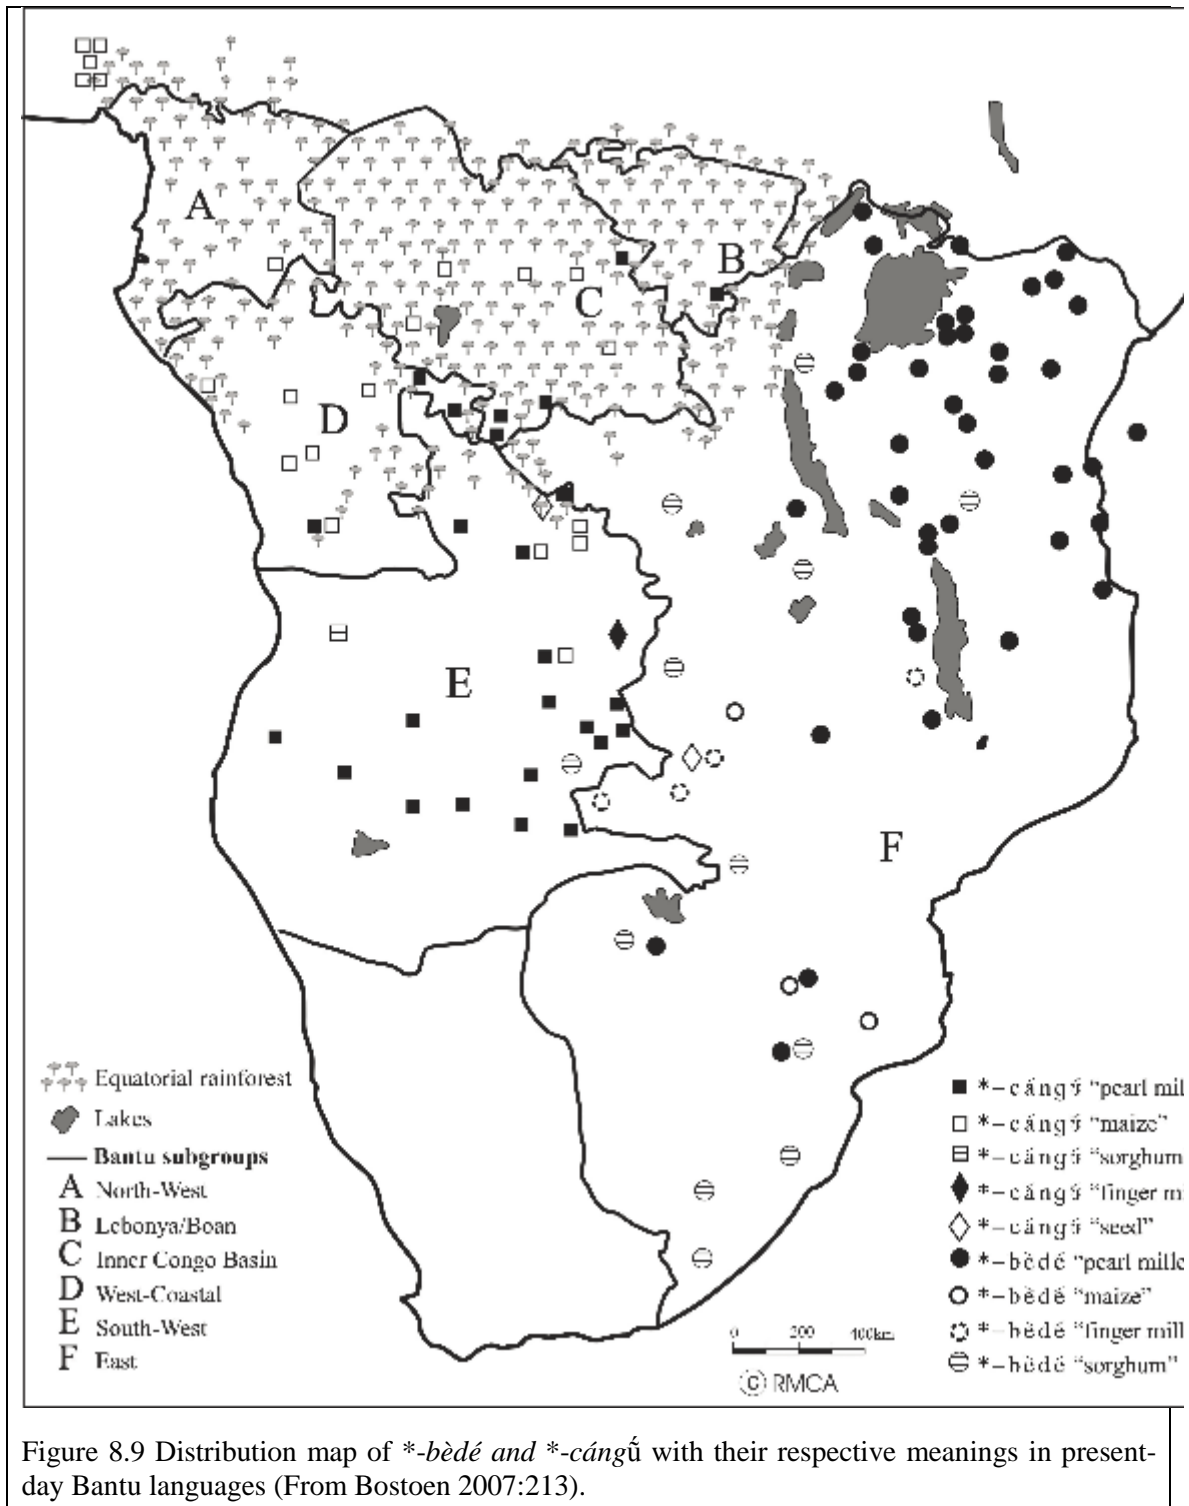 A
B
C
D
E
F
Equatorial rainforest
Lakes
Bantu subgroups
A North-West
B Lebonya/Boan
C Inner Congo Basin
D West-Coastal
E South-West
F East
0 200 400km
© RMCA
*–cángʉ́ "pearl mil
*–cángʉ́ "maize"
*–cángʉ́ "sorghum
*–cángʉ́ "finger mi
*–cángʉ́ "seed"
*–bèdé "pearl mille
*–bèdé "maize"
*–bèdé "finger mill
*–bèdé "sorghum"
Figure 8.9 Distribution map of *-bèdé and *-cángʉ́ with their respective meanings in present-
day Bantu languages (From Bostoen 2007:213).